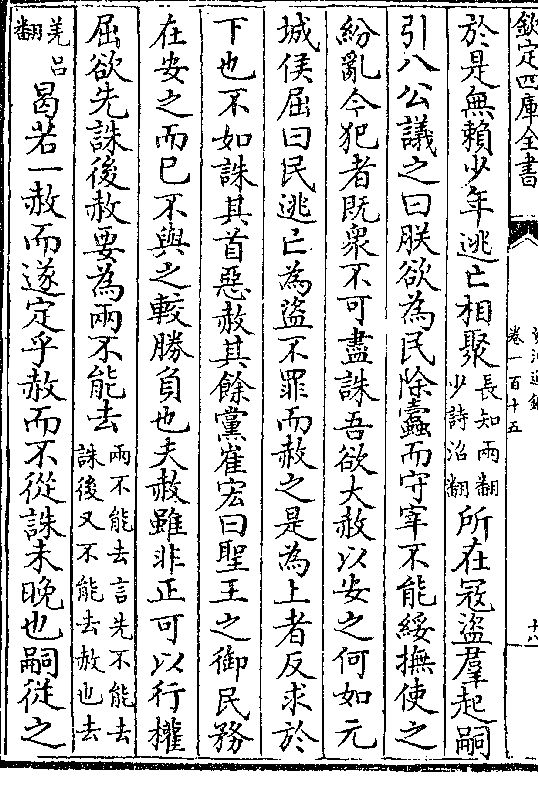 欽定四庫全書
資治通鑑
卷一百十五
十八
於是無賴少年逃亡相聚長知兩翻少詩沼翻所在寇盜羣起嗣
引八公議之曰朕欲為民除蠹而守宰不能綏撫使之
紛亂今犯者既衆不可盡誅吾欲大赦以安之何如元
城侯屈曰民逃亡為盜不罪而赦之是為上者反求於
下也不如誅其首惡赦其餘黨崔宏曰聖王之御民務
在安之而已不與之較勝負也夫赦雖非正可以行權
屈欲先誅後赦要為兩不能去兩不能去言先不能去誅後又不能去赦也去
羌呂翻曷若一赦而遂定乎赦而不從誅未晚也嗣從之